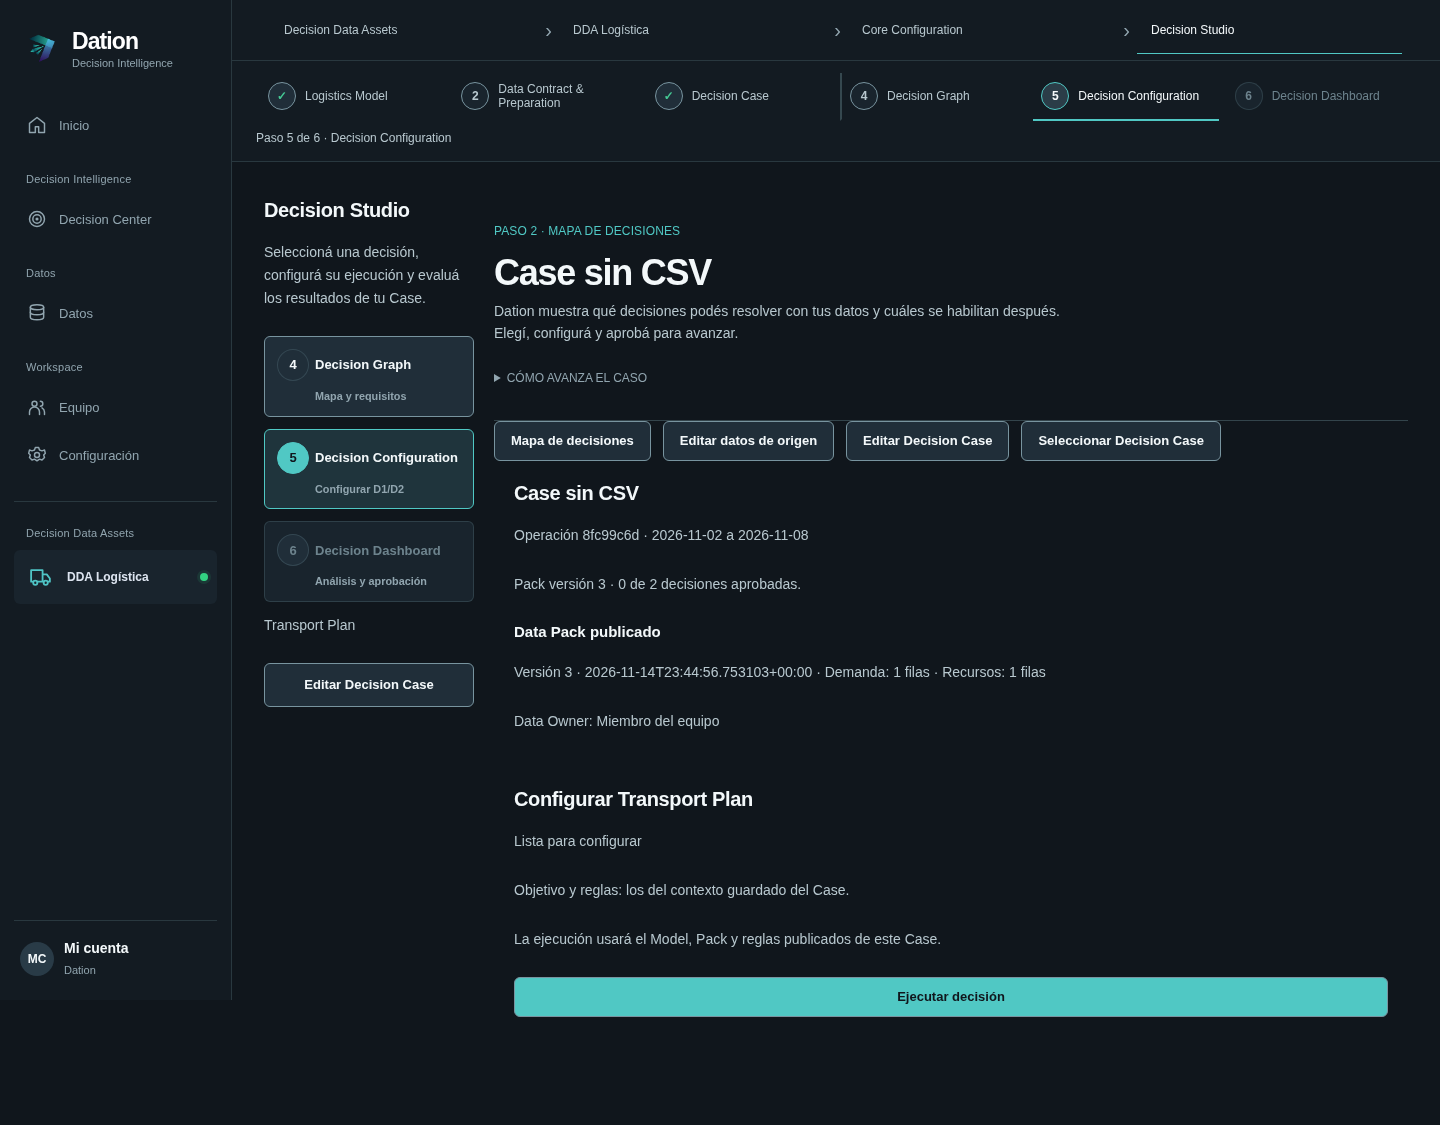 Dation
Decision Intelligence
Inicio
Decision Intelligence
Decision Center
Datos
Datos
Workspace
Equipo
Configuración
Decision Data Assets
DDA Logística
MC
Mi cuenta
Dation
Decision Data Assets
›
DDA Logística
›
Core Configuration
›
Decision Studio
✓
Logistics Model
2
Data Contract &
Preparation
✓
Decision Case
4
Decision Graph
5
Decision Configuration
6
Decision Dashboard
Paso 5 de 6 · Decision Configuration
Decision Studio
Seleccioná una decisión,
configurá su ejecución y evaluá
los resultados de tu Case.
4
Decision Graph
Mapa y requisitos
5
Decision Configuration
Configurar D1/D2
6
Decision Dashboard
Análisis y aprobación
Transport Plan
Editar Decision Case
PASO 2 · MAPA DE DECISIONES
Case sin CSV
Dation muestra qué decisiones podés resolver con tus datos y cuáles se habilitan después.
Elegí, configurá y aprobá para avanzar.
CÓMO AVANZA EL CASO
Mapa de decisiones
Editar datos de origen
Editar Decision Case
Seleccionar Decision Case
Case sin CSV
Operación 8fc99c6d · 2026-11-02 a 2026-11-08
Pack versión 3 · 0 de 2 decisiones aprobadas.
Data Pack publicado
Versión 3 · 2026-11-14T23:44:56.753103+00:00 · Demanda: 1 filas · Recursos: 1 filas
Data Owner: Miembro del equipo
Configurar Transport Plan
Lista para configurar
Objetivo y reglas: los del contexto guardado del Case.
La ejecución usará el Model, Pack y reglas publicados de este Case.
Ejecutar decisión